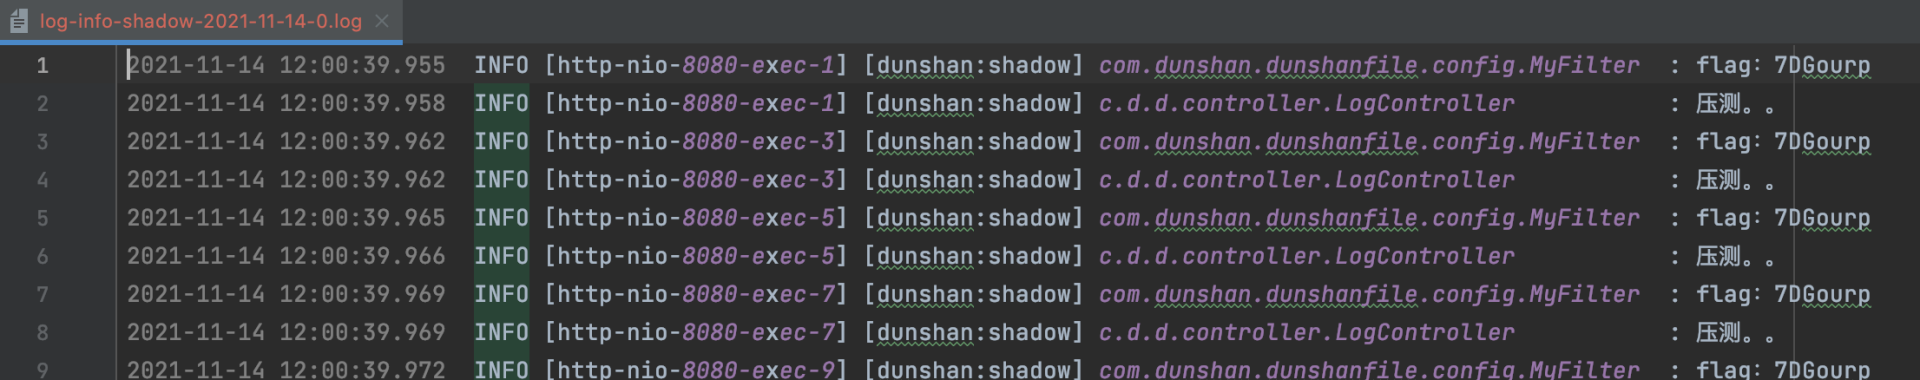 log-info-shadow-2021-11-14-0.log
1 2021-11-14 12:00:39.955 INFO [http-nio-8080-exec-1] [dunshan:shadow] com.dunshan.dunshanfile.config.MyFilter : flag: 7DGourp
2 2021-11-14 12:00:39.958 INFO [http-nio-8080-exec-1] [dunshan:shadow] c.d.d.controller.LogController : 压测。。
3 2021-11-14 12:00:39.962 INFO [http-nio-8080-exec-3] [dunshan:shadow] com.dunshan.dunshanfile.config.MyFilter : flag: 7DGourp
4 2021-11-14 12:00:39.962 INFO [http-nio-8080-exec-3] [dunshan:shadow] c.d.d.controller.LogController : 压测。。
5 2021-11-14 12:00:39.965 INFO [http-nio-8080-exec-5] [dunshan:shadow] com.dunshan.dunshanfile.config.MyFilter : flag: 7DGourp
6 2021-11-14 12:00:39.966 INFO [http-nio-8080-exec-5] [dunshan:shadow] c.d.d.controller.LogController : 压测。。
7 2021-11-14 12:00:39.969 INFO [http-nio-8080-exec-7] [dunshan:shadow] com.dunshan.dunshanfile.config.MyFilter : flag: 7DGourp
8 2021-11-14 12:00:39.969 INFO [http-nio-8080-exec-7] [dunshan:shadow] c.d.d.controller.LogController : 压测。。
9 2021-11-14 12:00:39.972 INFO [http-nio-8080-exec-9] [dunshan:shadow] com.dunshan.dunshanfile.config.MyFilter : flag: 7DGourp